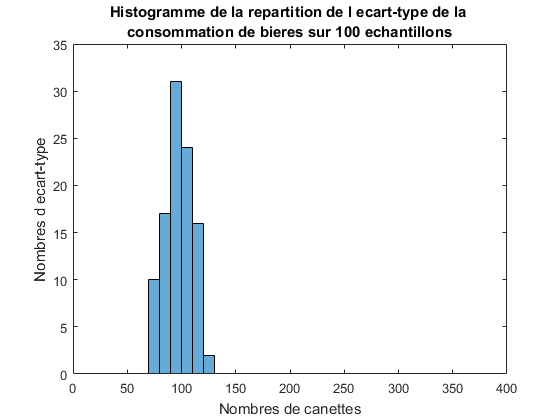 Histogramme de la repartition de l ecart-type de la
consommation de bieres sur 100 echantillons
35
30
25
20
15
10
5
0
Nombres d ecart-type
0 50 100 150 200 250 300 350 400
Nombres de canettes